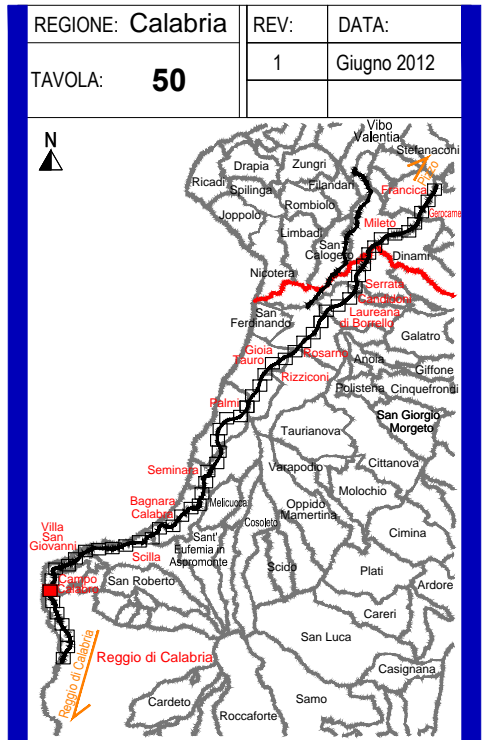 REGIONE: Calabria
REV:
DATA:
TAVOLA: 50
1
Giugno 2012
N
Vibo
Valentia
Stefanaconi
Pizzo
Drapia
Zungri
Ricadi
Spilinga
Filandari
Francica
Rombiolo
Joppolo
Gerocarne
Mileto
Limbadi
San
Calogero
Dinami
Nicotera
Serrata
Candidoni
San
Ferdinando
Laureana
di Borrello
Galatro
Gioia
Tauro
Rosarno
Anoia
Giffone
Rizziconi
Polistena
Cinquefrondi
Palmi
San Giorgio
Morgeto
Taurianova
Seminara
Varapodio
Cittanova
Molochio
Bagnara
Calabra
Melicuccà
Oppido
Mamertina
Cosoleto
Villa
San
Giovanni
Sant'
Eufemia in
Aspromonte
Cimina
Scilla
Scido
Plati
Campo
Calabro
San Roberto
Ardore
Careri
Reggio di Calabria
Reggio di Calabria
San Luca
Casignana
Cardeto
Samo
Roccaforte